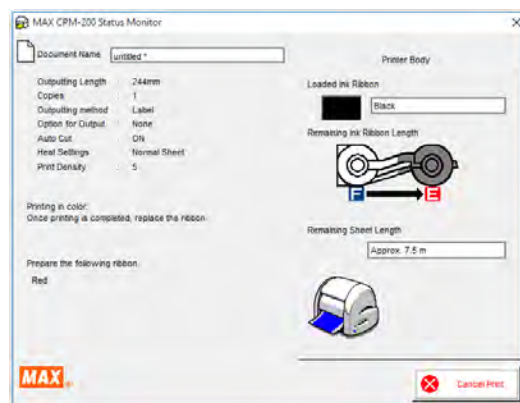 MAX CPM-200 Status Monitor
Document Name
untitled *
Outputting Length : 244mm
Copies : 1
Outputting method : Label
Option for Output : None
Auto Cut : ON
Heat Settings : Normal Sheet
Print Density : 5
Printing in color:
Once printing is completed, replace the ribbon.
Prepare the following ribbon.
Red
Printer Body
Loaded Ink Ribbon
Black
Remaining Ink Ribbon Length
F E
Remaining Sheet Length
Approx. 7.5 m
MAX
Cancel Print